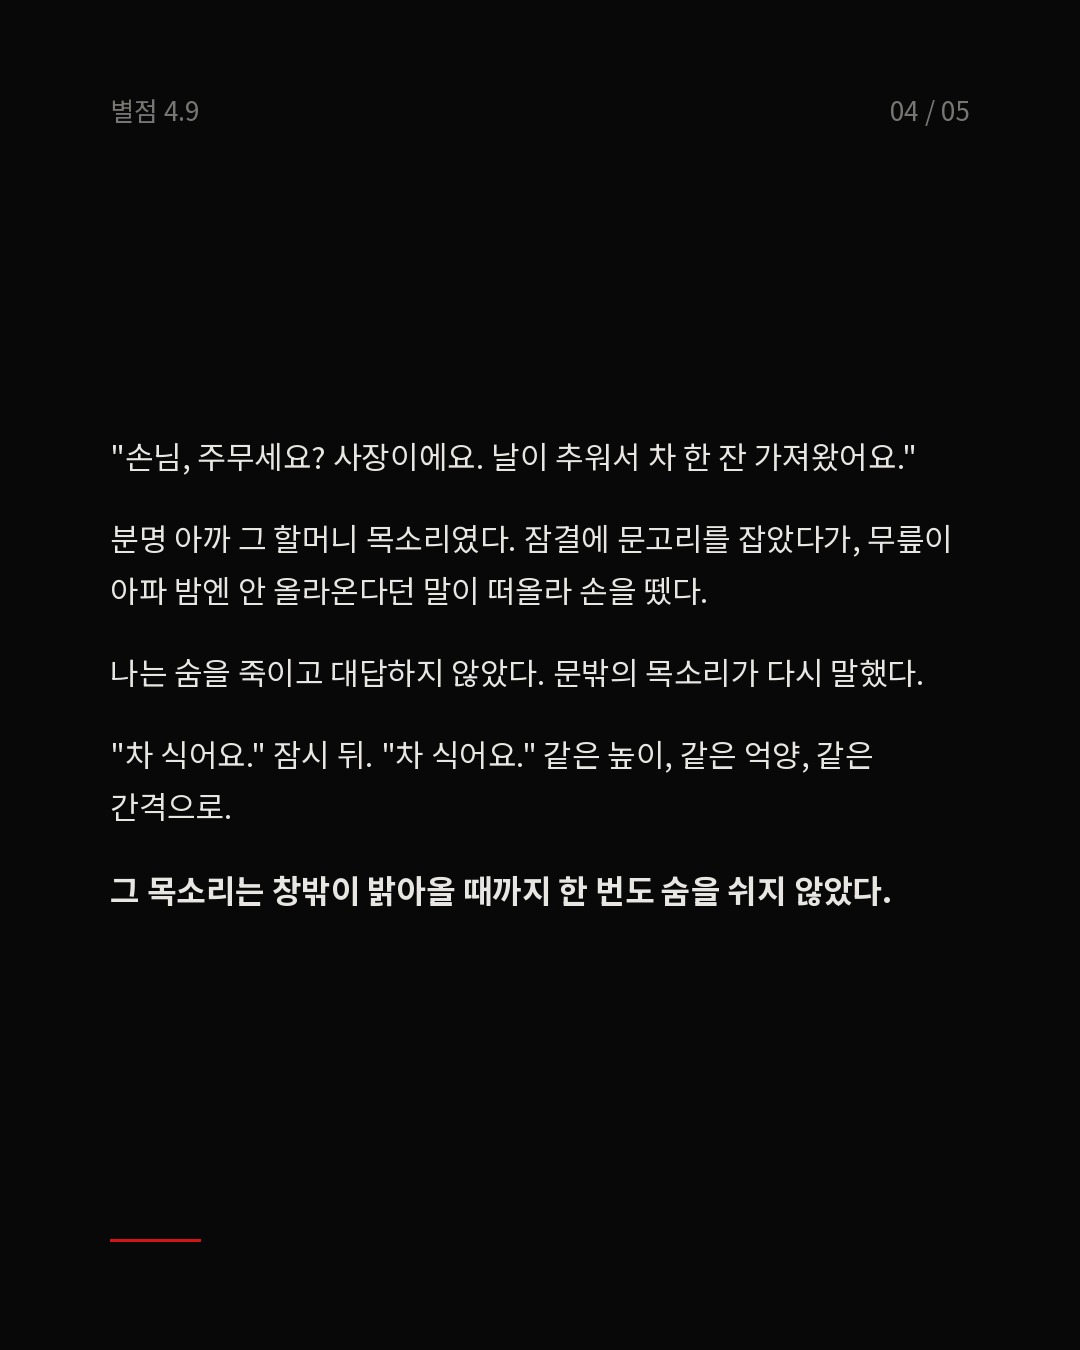 별점 4.9
04 / 05
"손님, 주무세요? 사장이에요. 날이 추워서 차 한 잔 가져왔어요."
분명 아까 그 할머니 목소리였다. 잠결에 문고리를 잡았다가, 무릎이
아파 밤엔 안 올라온다던 말이 떠올라 손을 뗐다.
나는 숨을 죽이고 대답하지 않았다. 문밖의 목소리가 다시 말했다.
"차 식어요." 잠시 뒤. "차 식어요." 같은 높이, 같은 억양, 같은
간격으로.
그 목소리는 창밖이 밝아올 때까지 한 번도 숨을 쉬지 않았다.